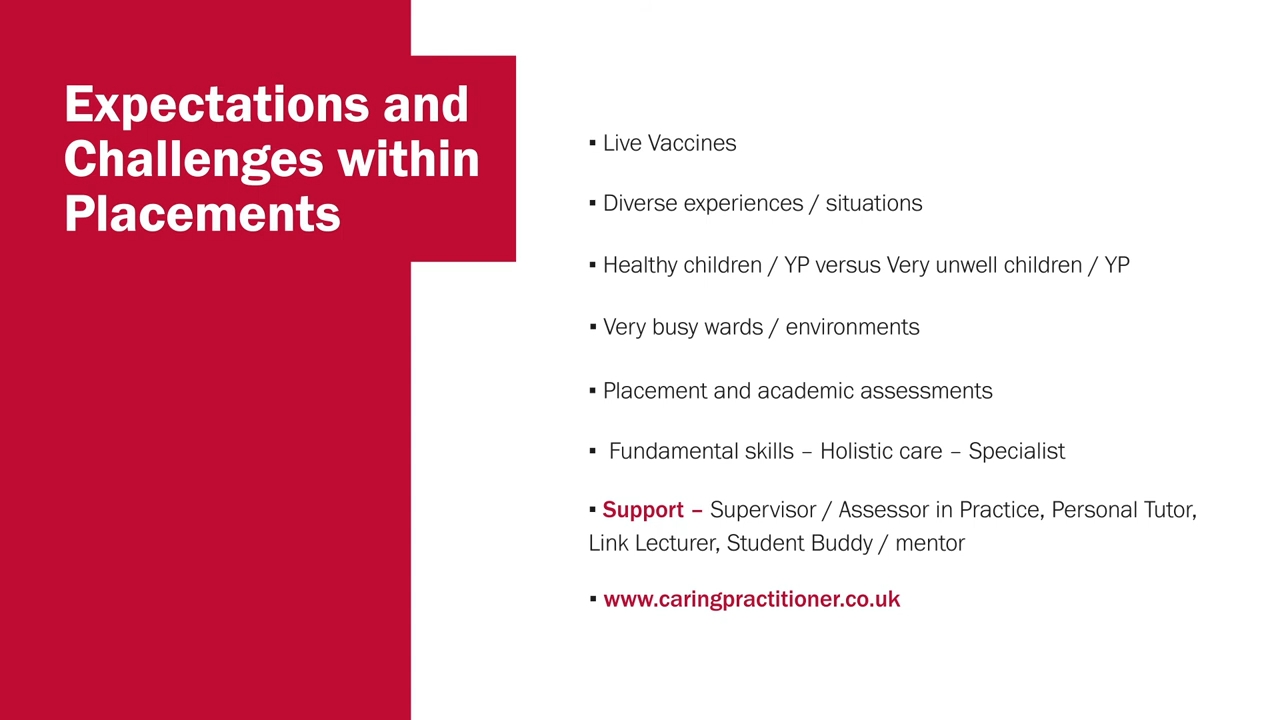 Expectations and
Challenges within
Placements
▪ Live Vaccines
▪ Diverse experiences / situations
▪ Healthy children / YP versus Very unwell children / YP
▪ Very busy wards / environments
▪ Placement and academic assessments
▪ Fundamental skills – Holistic care – Specialist
▪ Support – Supervisor / Assessor in Practice, Personal Tutor,
Link Lecturer, Student Buddy / mentor
▪ www.caringpractitioner.co.uk